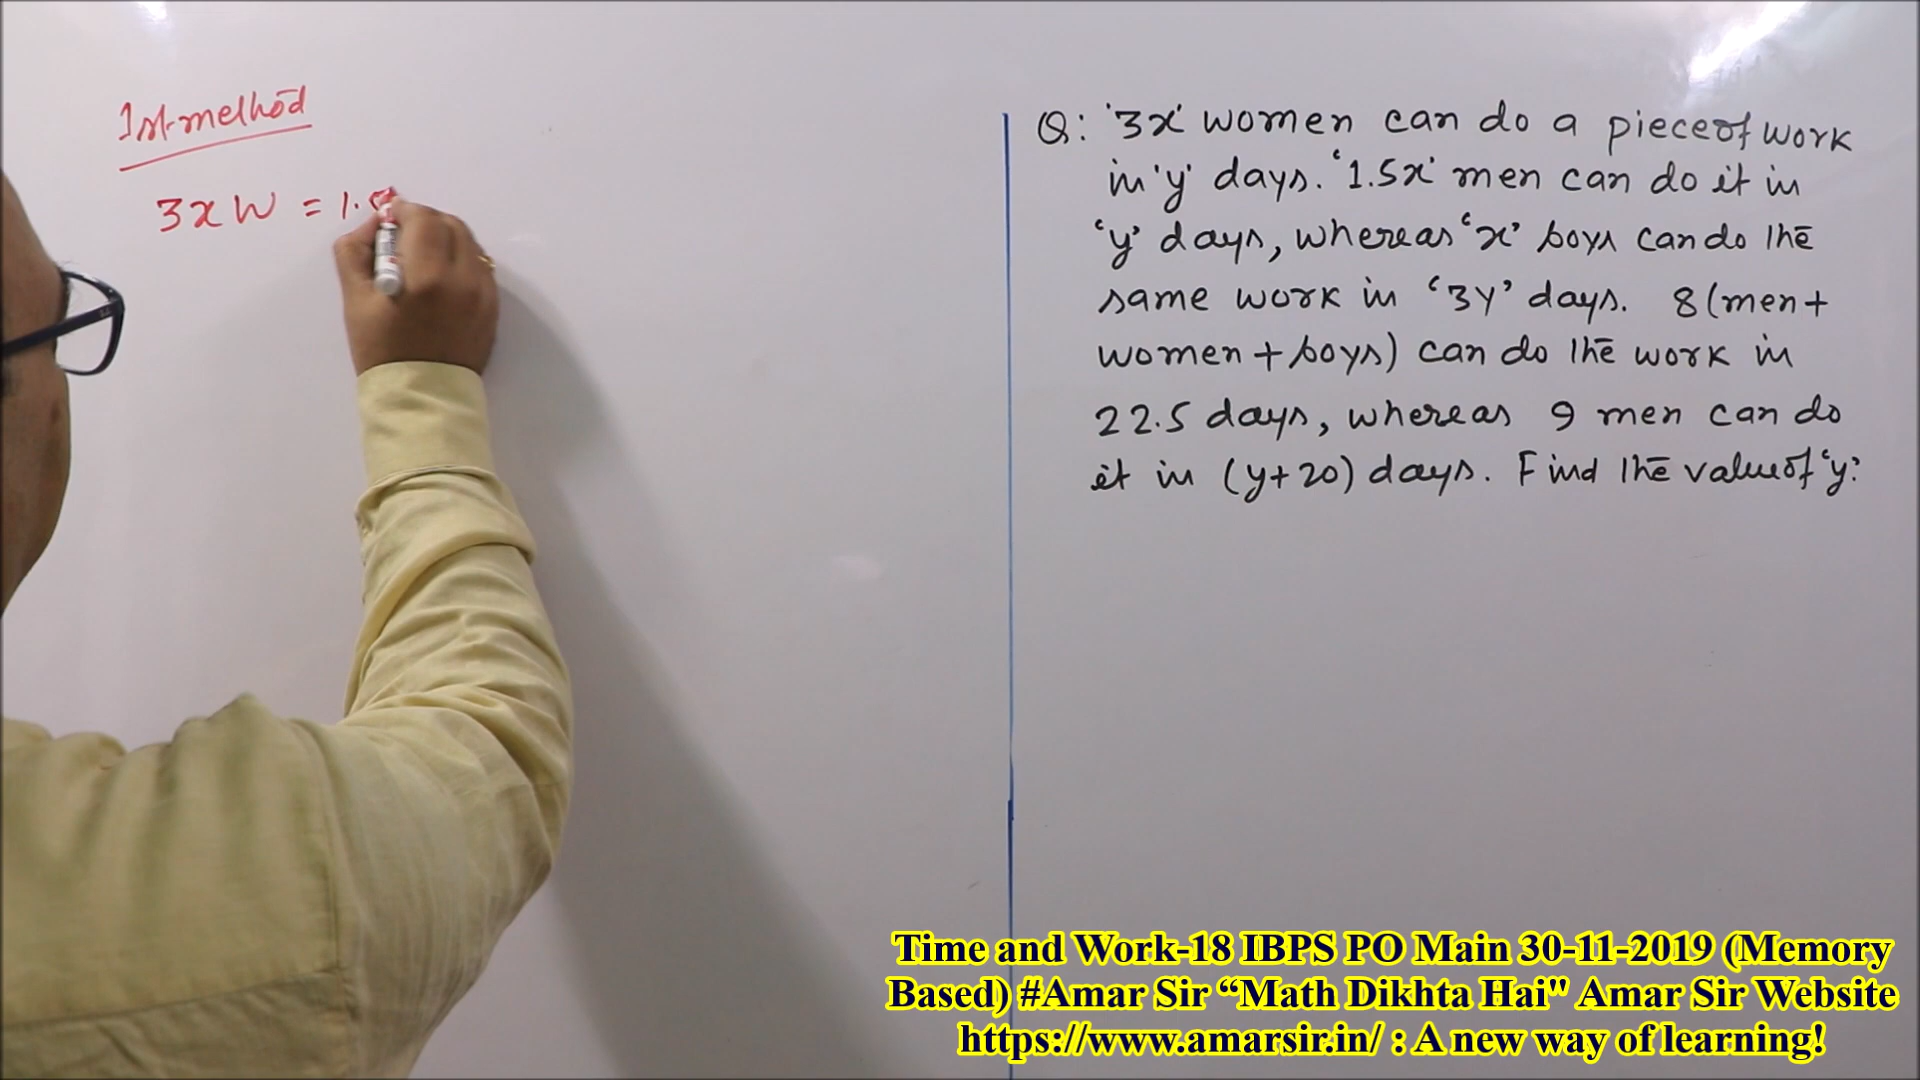 1st method
3x W = 1.5
Q: '3x' women can do a piece of work
in 'y' days. '1.5x' men can do it in
'y' days, whereas 'x' boys can do the
same work in '3y' days. 8(men+
women+boys) can do the work in
22.5 days, whereas 9 men can do
it in (y+20) days. Find the value of 'y'?
Time and Work-18 IBPS PO Main 30-11-2019 (Memory
Based) #Amar Sir “Math Dikhta Hai" Amar Sir Website
https://www.amarsir.in/ : A new way of learning!